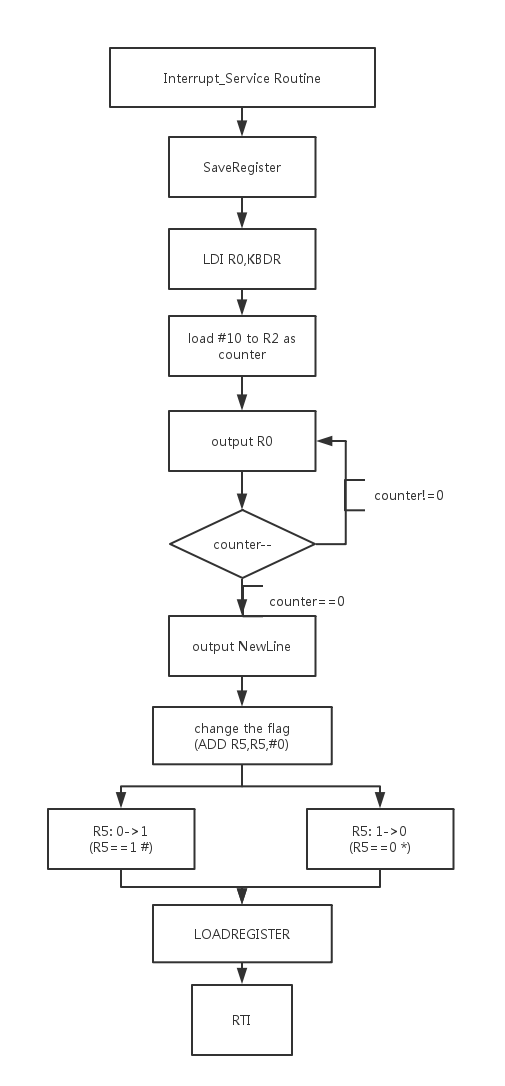 Interrupt_Service Routine
SaveRegister
LDI R0,KBDR
load #10 to R2 as
counter
output R0
counter!=0
counter--
counter==0
output NewLine
change the flag
(ADD R5,R5,#0)
R5: 0->1
(R5==1 #)
R5: 1->0
(R5==0 *)
LOADREGISTER
RTI